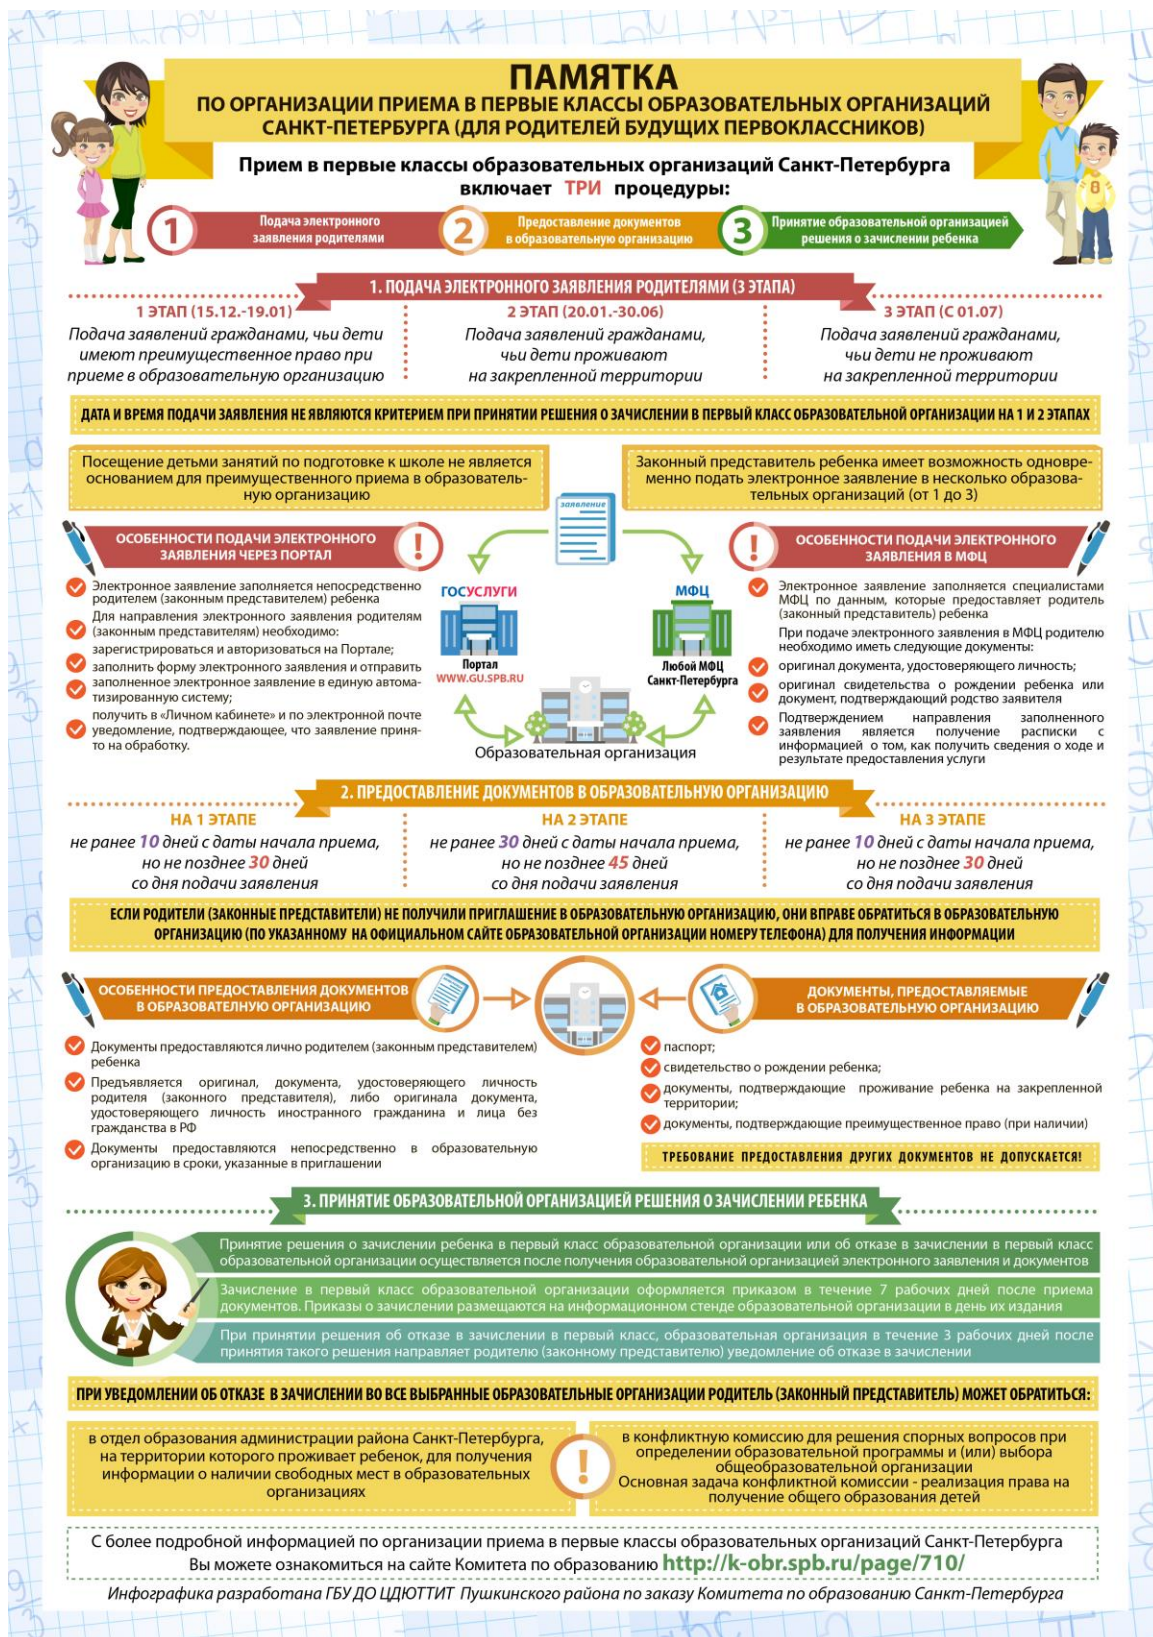 ПАМЯТКА
ПО ОРГАНИЗАЦИИ ПРИЕМА В ПЕРВЫЕ КЛАССЫ ОБРАЗОВАТЕЛЬНЫХ ОРГАНИЗАЦИЙ
САНКТ-ПЕТЕРБУРГА (ДЛЯ РОДИТЕЛЕЙ БУДУЩИХ ПЕРВОКЛАССНИКОВ)
Прием в первые классы образовательных организаций Санкт-Петербурга
включает ТРИ процедуры:
1
Подача электронного
заявления родителями
2
Предоставление документов
в образовательную организацию
3
Принятие образовательной организацией
решения о зачислении ребенка
1. ПОДАЧА ЭЛЕКТРОННОГО ЗАЯВЛЕНИЯ РОДИТЕЛЯМИ (3 ЭТАПА)
1 ЭТАП (15.12.-19.01)
Подача заявлений гражданами, чьи дети
имеют преимущественное право при
приеме в образовательную организацию
2 ЭТАП (20.01.-30.06)
Подача заявлений гражданами,
чьи дети проживают
на закрепленной территории
3 ЭТАП (С 01.07)
Подача заявлений гражданами,
чьи дети не проживают
на закрепленной территории
ДАТА И ВРЕМЯ ПОДАЧИ ЗАЯВЛЕНИЯ НЕ ЯВЛЯЮТСЯ КРИТЕРИЕМ ПРИ ПРИНЯТИИ РЕШЕНИЯ О ЗАЧИСЛЕНИИ В ПЕРВЫЙ КЛАСС ОБРАЗОВАТЕЛЬНОЙ ОРГАНИЗАЦИИ НА 1 И 2 ЭТАПАХ
Посещение детьми занятий по подготовке к школе не является
основанием для преимущественного приема в образователь-
ную организацию
Законный представитель ребенка имеет возможность одновре-
менно подать электронное заявление в несколько образова-
тельных организаций (от 1 до 3)
заявление
ОСОБЕННОСТИ ПОДАЧИ ЭЛЕКТРОННОГО
ЗАЯВЛЕНИЯ ЧЕРЕЗ ПОРТАЛ
!
Электронное заявление заполняется непосредственно
родителем (законным представителем) ребенка
Для направления электронного заявления родителям
(законным представителям) необходимо:
зарегистрироваться и авторизоваться на Портале;
заполнить форму электронного заявления и отправить
заполненное электронное заявление в единую автома-
тизированную систему;
получить в «Личном кабинете» и по электронной почте
уведомление, подтверждающее, что заявление приня-
то на обработку.
ГОСУСЛУГИ
Портал
WWW.GU.SPB.RU
МФЦ
Любой МФЦ
Санкт-Петербурга
Образовательная организация
!
ОСОБЕННОСТИ ПОДАЧИ ЭЛЕКТРОННОГО
ЗАЯВЛЕНИЯ В МФЦ
Электронное заявление заполняется специалистами
МФЦ по данным, которые предоставляет родитель
(законный представитель) ребенка
При подаче электронного заявления в МФЦ родителю
необходимо иметь следующие документы:
оригинал документа, удостоверяющего личность;
оригинал свидетельства о рождении ребенка или
документ, подтверждающий родство заявителя
Подтверждением направления заполненного
заявления является получение расписки с
информацией о том, как получить сведения о ходе и
результате предоставления услуги
2. ПРЕДОСТАВЛЕНИЕ ДОКУМЕНТОВ В ОБРАЗОВАТЕЛЬНУЮ ОРГАНИЗАЦИЮ
НА 1 ЭТАПЕ
не ранее 10 дней с даты начала приема,
но не позднее 30 дней
со дня подачи заявления
НА 2 ЭТАПЕ
не ранее 30 дней с даты начала приема,
но не позднее 45 дней
со дня подачи заявления
НА 3 ЭТАПЕ
не ранее 10 дней с даты начала приема,
но не позднее 30 дней
со дня подачи заявления
ЕСЛИ РОДИТЕЛИ (ЗАКОННЫЕ ПРЕДСТАВИТЕЛИ) НЕ ПОЛУЧИЛИ ПРИГЛАШЕНИЕ В ОБРАЗОВАТЕЛЬНУЮ ОРГАНИЗАЦИЮ, ОНИ ВПРАВЕ ОБРАТИТЬСЯ В ОБРАЗОВАТЕЛЬНУЮ
ОРГАНИЗАЦИЮ (ПО УКАЗАННОМУ НА ОФИЦИАЛЬНОМ САЙТЕ ОБРАЗОВАТЕЛЬНОЙ ОРГАНИЗАЦИИ НОМЕРУ ТЕЛЕФОНА) ДЛЯ ПОЛУЧЕНИЯ ИНФОРМАЦИИ
ОСОБЕННОСТИ ПРЕДОСТАВЛЕНИЯ ДОКУМЕНТОВ
В ОБРАЗОВАТЕЛНУЮ ОРГАНИЗАЦИЮ
Документы предоставляются лично родителем (законным представителем)
ребенка
Предъявляется оригинал, документа, удостоверяющего личность
родителя (законного представителя), либо оригинала документа,
удостоверяющего личность иностранного гражданина и лица без
гражданства в РФ
Документы предоставляются непосредственно в образовательную
организацию в сроки, указанные в приглашении
ДОКУМЕНТЫ, ПРЕДОСТАВЛЯЕМЫЕ
В ОБРАЗОВАТЕЛЬНУЮ ОРГАНИЗАЦИЮ
паспорт;
свидетельство о рождении ребенка;
документы, подтверждающие проживание ребенка на закрепленной
территории;
документы, подтверждающие преимущественное право (при наличии)
ТРЕБОВАНИЕ ПРЕДОСТАВЛЕНИЯ ДРУГИХ ДОКУМЕНТОВ НЕ ДОПУСКАЕТСЯ!
3. ПРИНЯТИЕ ОБРАЗОВАТЕЛЬНОЙ ОРГАНИЗАЦИЕЙ РЕШЕНИЯ О ЗАЧИСЛЕНИИ РЕБЕНКА
Принятие решения о зачислении ребенка в первый класс образовательной организации или об отказе в зачислении в первый класс
образовательной организации осуществляется после получения образовательной организацией электронного заявления и документов
Зачисление в первый класс образовательной организации оформляется приказом в течение 7 рабочих дней после приема
документов. Приказы о зачислении размещаются на информационном стенде образовательной организации в день их издания
При принятии решения об отказе в зачислении в первый класс, образовательная организация в течение 3 рабочих дней после
принятия такого решения направляет родителю (законному представителю) уведомление об отказе в зачислении
ПРИ УВЕДОМЛЕНИИ ОБ ОТКАЗЕ В ЗАЧИСЛЕНИИ ВО ВСЕ ВЫБРАННЫЕ ОБРАЗОВАТЕЛЬНЫЕ ОРГАНИЗАЦИИ РОДИТЕЛЬ (ЗАКОННЫЙ ПРЕДСТАВИТЕЛЬ) МОЖЕТ ОБРАТИТЬСЯ:
в отдел образования администрации района Санкт-Петербурга,
на территории которого проживает ребенок, для получения
информации о наличии свободных мест в образовательных
организациях
!
в конфликтную комиссию для решения спорных вопросов при
определении образовательной программы и (или) выбора
общеобразовательной организации
Основная задача конфликтной комиссии - реализация права на
получение общего образования детей
С более подробной информацией по организации приема в первые классы образовательных организаций Санкт-Петербурга
Вы можете ознакомиться на сайте Комитета по образованию http://k-obr.spb.ru/page/710/
Инфографика разработана ГБУ ДО ЦДЮТТИТ Пушкинского района по заказу Комитета по образованию Санкт-Петербурга